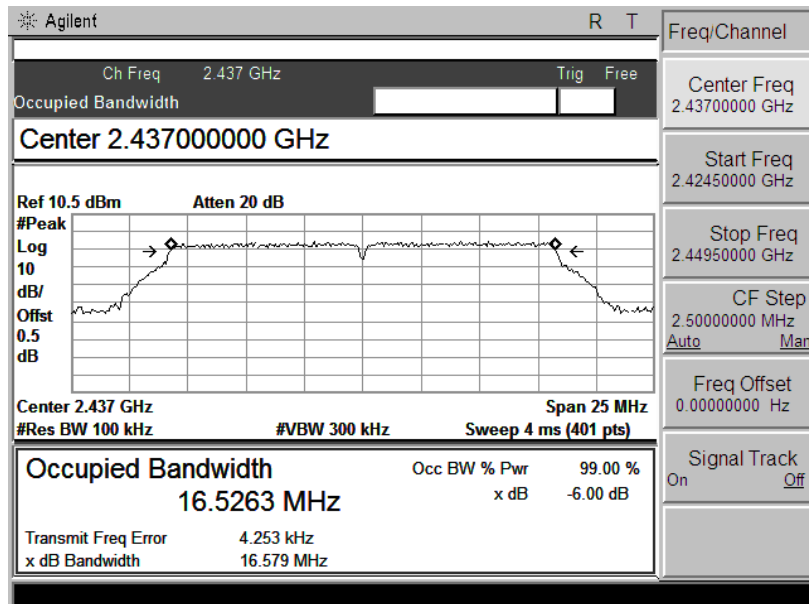 Agilent R T
Freq/Channel
Ch Freq 2.437 GHz Trig Free
Occupied Bandwidth
Center 2.437000000 GHz
Ref 10.5 dBm Atten 20 dB
#Peak
Log
10
dB/
Offst
0.5
dB
Center 2.437 GHz Span 25 MHz
#Res BW 100 kHz #VBW 300 kHz Sweep 4 ms (401 pts)
Occupied Bandwidth Occ BW % Pwr 99.00 %
16.5263 MHz x dB -6.00 dB
Transmit Freq Error 4.253 kHz
x dB Bandwidth 16.579 MHz
Center Freq
2.43700000 GHz
Start Freq
2.42450000 GHz
Stop Freq
2.44950000 GHz
CF Step
2.50000000 MHz
Auto Man
Freq Offset
0.00000000 Hz
Signal Track
On Off